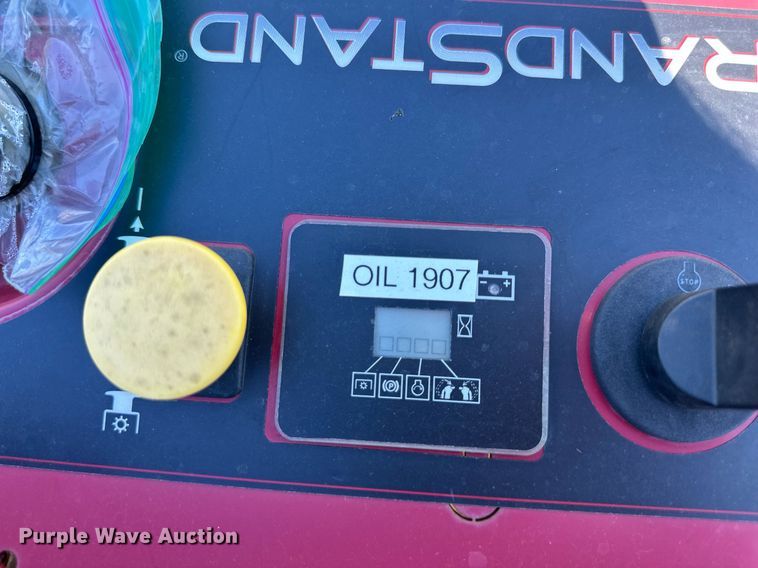 RANDSTAND®
OIL 1907
- +
P
STOP
Purple Wave Auction